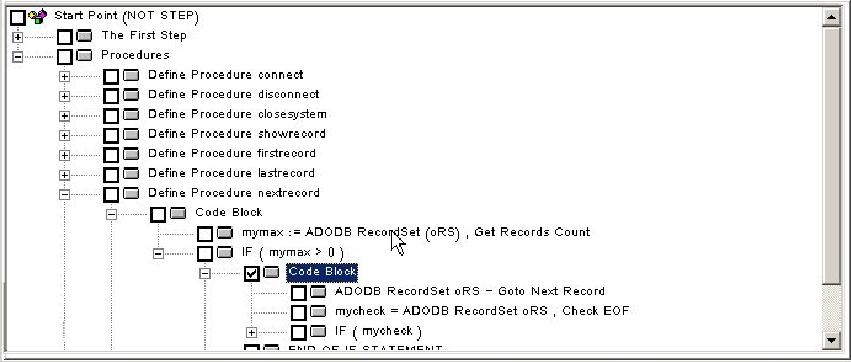 Start Point (NOT STEP)
The First Step
Procedures
Define Procedure connect
Define Procedure disconnect
Define Procedure closesystem
Define Procedure showrecord
Define Procedure firstrecord
Define Procedure lastrecord
Define Procedure nextrecord
Code Block
mymax := ADODB RecordSet (oRS) , Get Records Count
IF ( mymax > 0 )
Code Block
ADODB RecordSet oRS - Goto Next Record
mycheck = ADODB RecordSet oRS , Check EOF
IF ( mycheck )
END OF IF STATEMENT